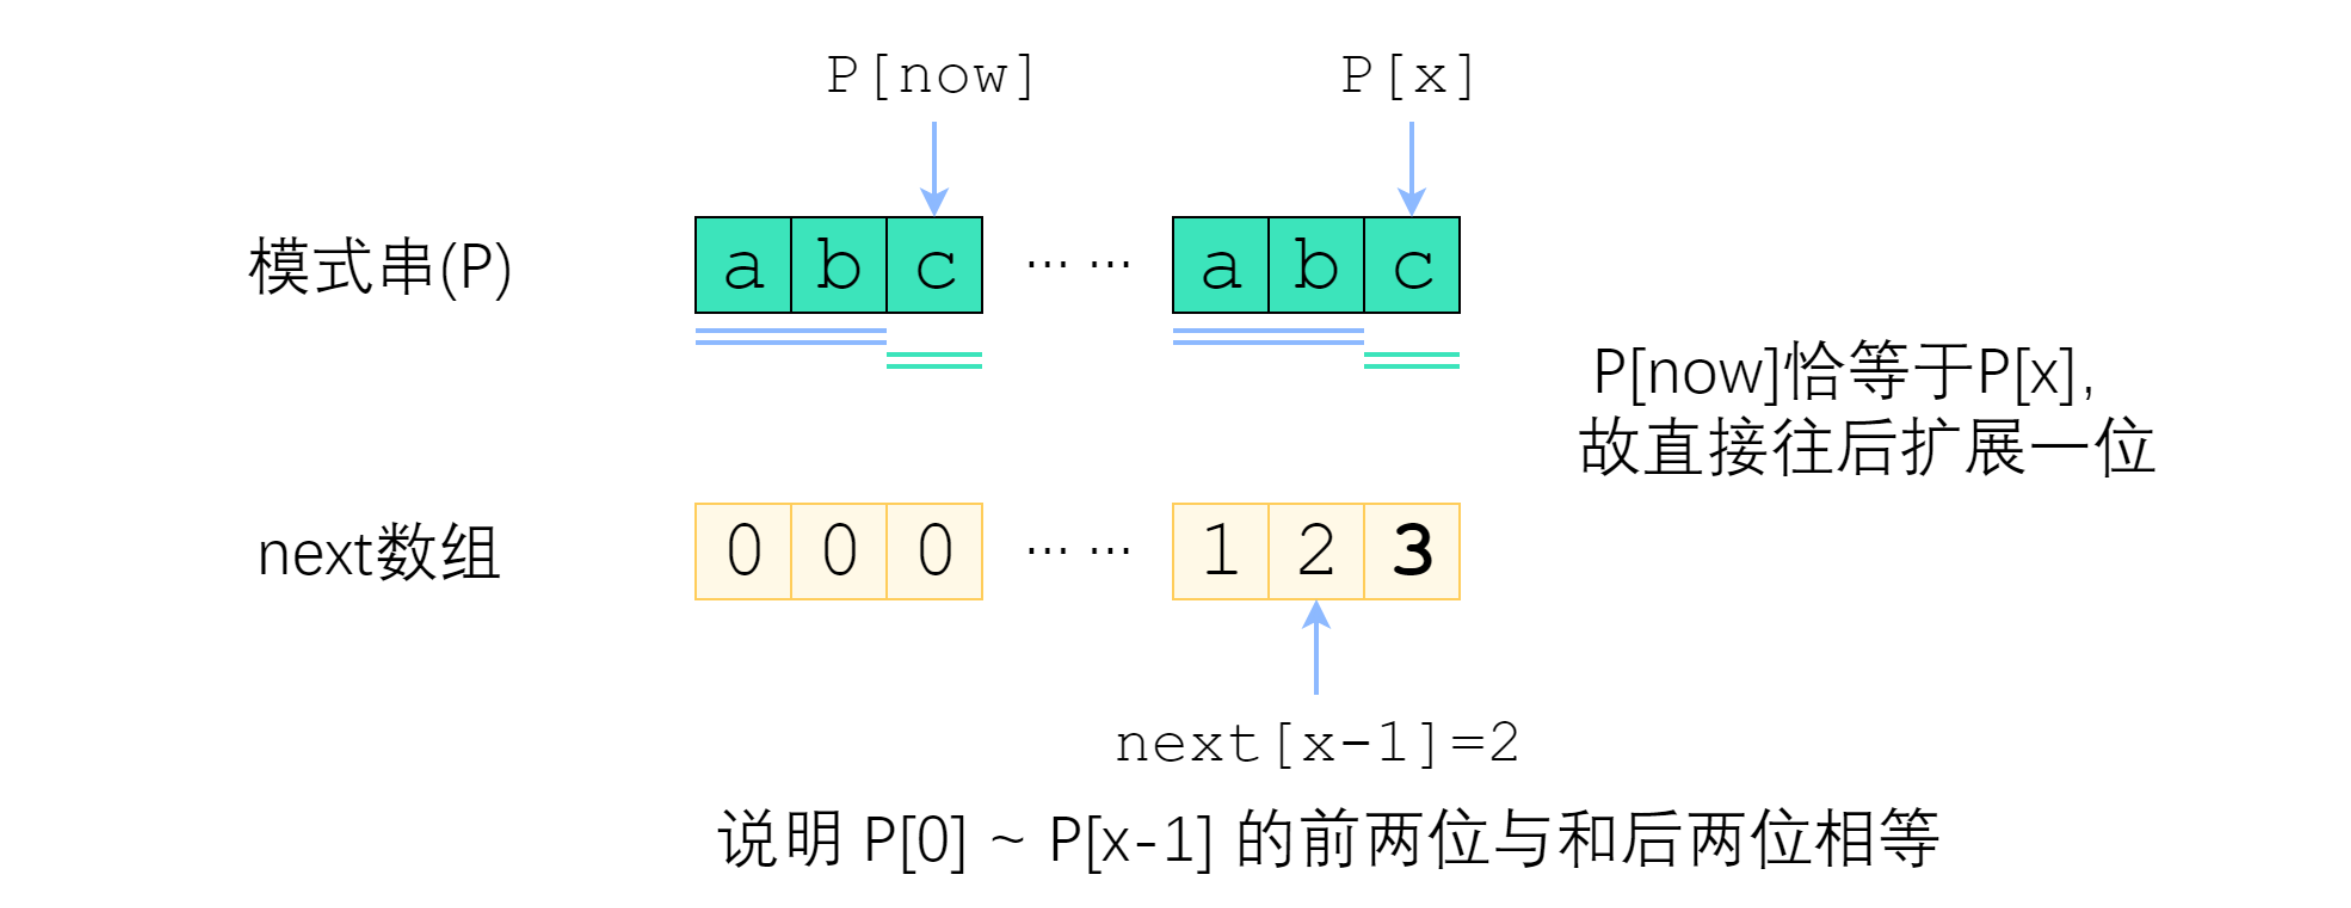 P[now] P[x]
模式串(P) a b c ... ... a b c
P[now]恰等于P[x],
故直接往后扩展一位
next数组 0 0 0 ... ... 1 2 3
next[x-1]=2
说明 P[0] ~ P[x-1] 的前两位与和后两位相等